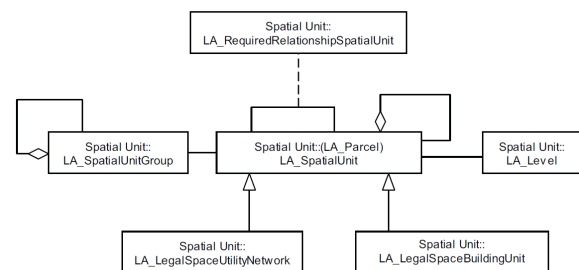 Spatial Unit::
LA_RequiredRelationshipSpatialUnit
Spatial Unit::
LA_SpatialUnitGroup
Spatial Unit::(LA_Parcel)
LA_SpatialUnit
Spatial Unit::
LA_Level
Spatial Unit::
LA_LegalSpaceUtilityNetwork
Spatial Unit::
LA_LegalSpaceBuildingUnit